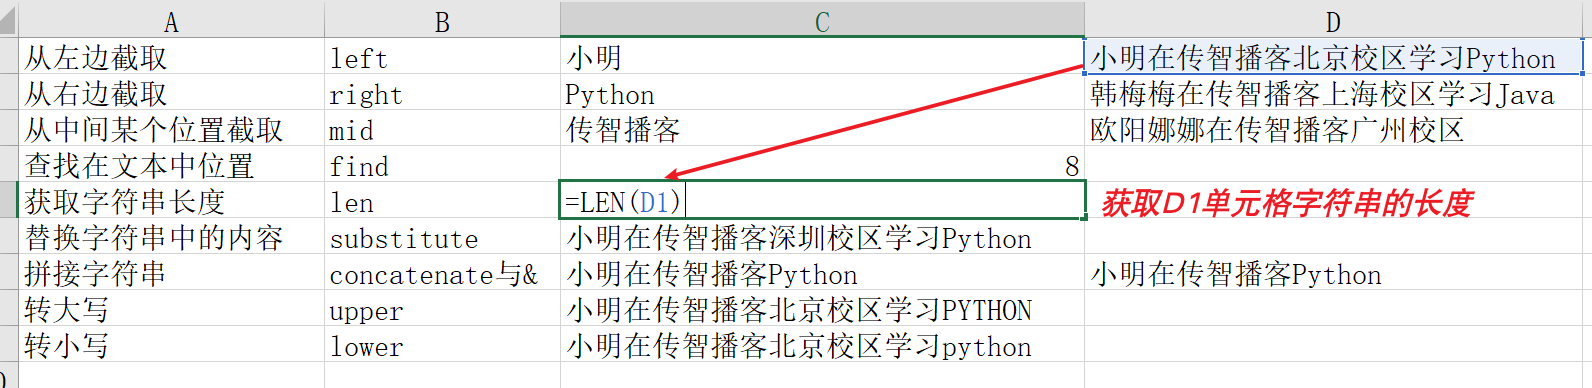 A B C D
从左边截取 left 小明 小明在传智播客北京校区学习Python
从右边截取 right Python 韩梅梅在传智播客上海校区学习Java
从中间某个位置截取 mid 传智播客 欧阳娜娜在传智播客广州校区
查找在文本中位置 find 8
获取字符串长度 len =LEN(D1) 获取D1单元格字符串的长度
替换字符串中的内容 substitute 小明在传智播客深圳校区学习Python
拼接字符串 concatenate与& 小明在传智播客Python 小明在传智播客Python
转大写 upper 小明在传智播客北京校区学习PYTHON
转小写 lower 小明在传智播客北京校区学习python